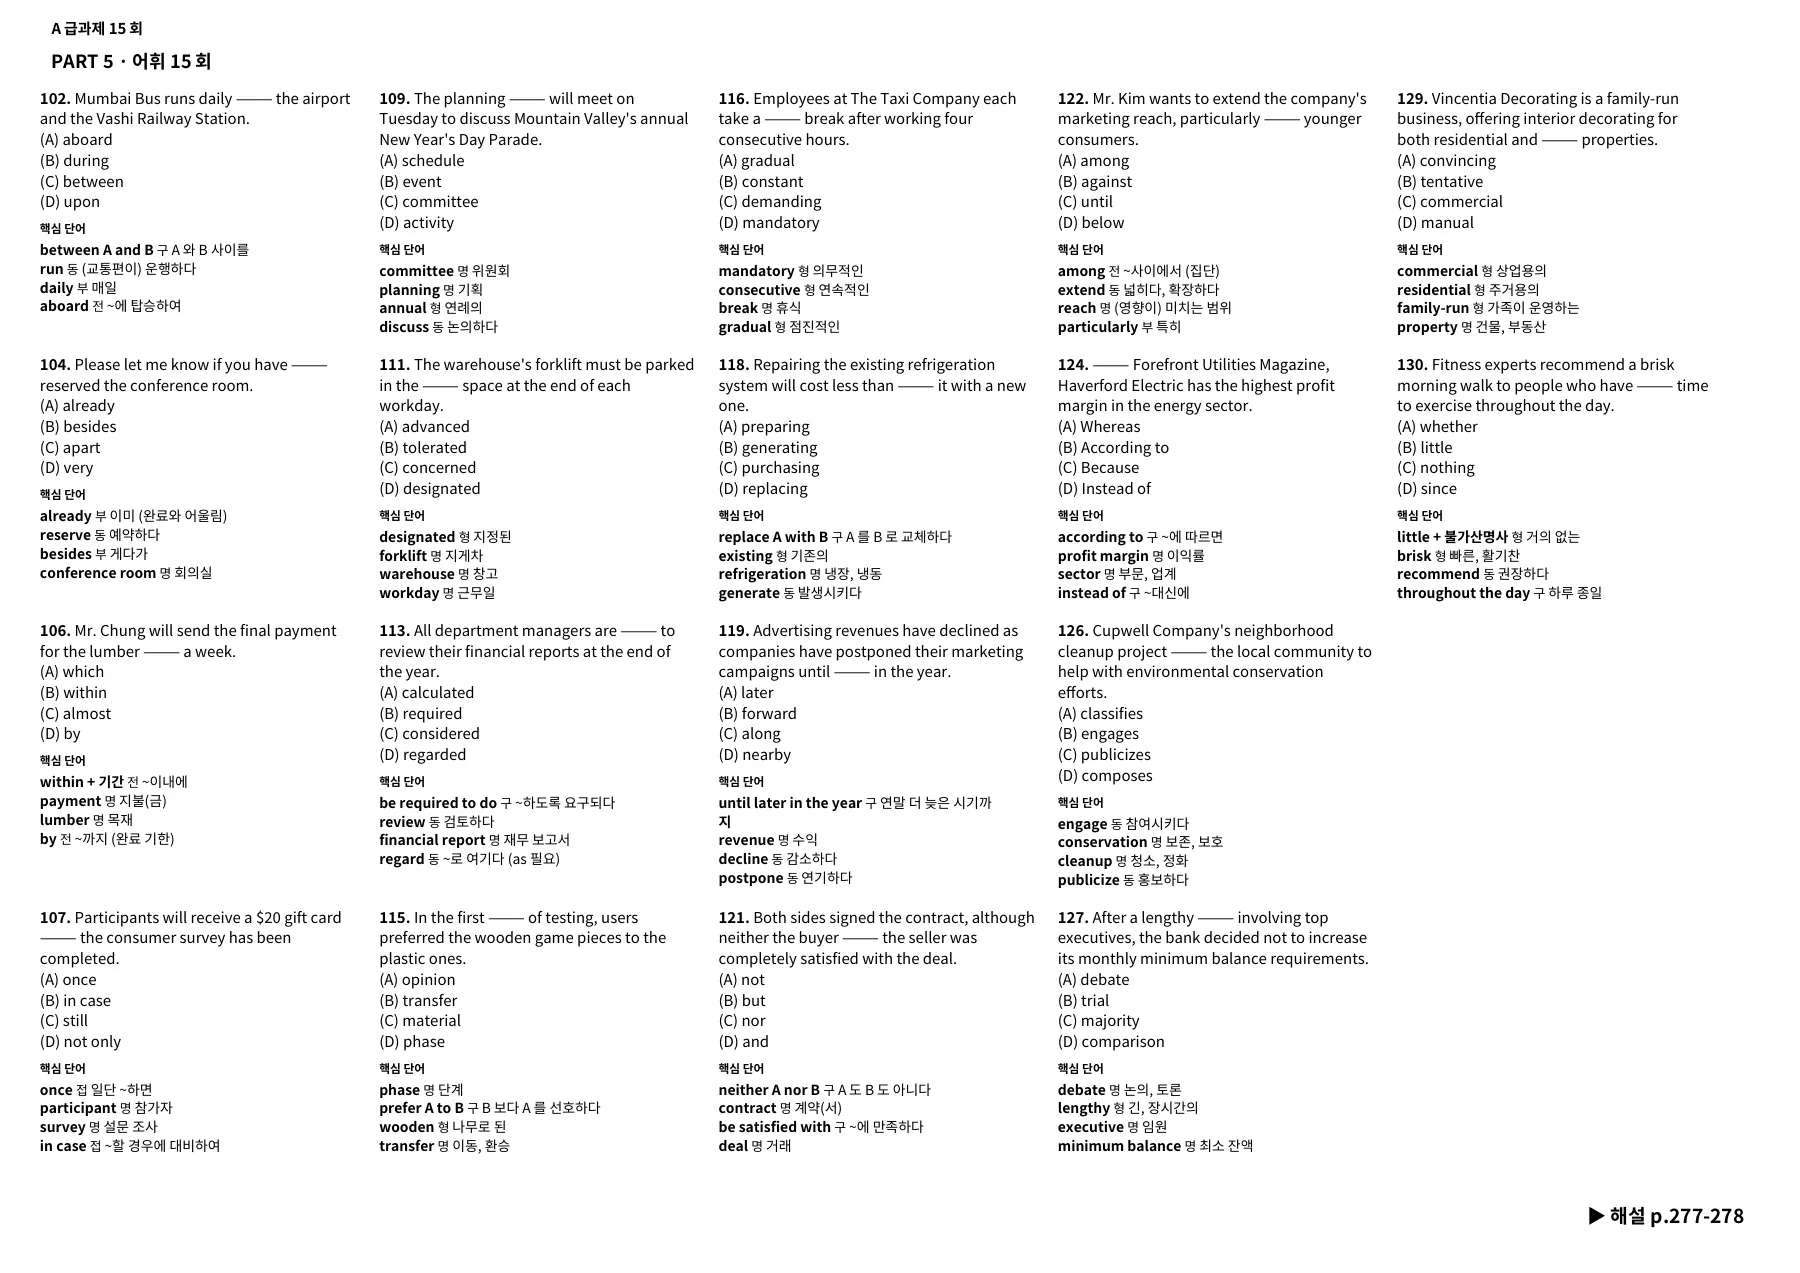 A 급과제 15 회
PART 5 · 어휘 15 회
102. Mumbai Bus runs daily ―― the airport
and the Vashi Railway Station.
(A) aboard
(B) during
(C) between
(D) upon
핵심 단어
between A and B 구 A 와 B 사이를
run 동 (교통편이) 운행하다
daily 부 매일
aboard 전 ~에 탑승하여
104. Please let me know if you have ――
reserved the conference room.
(A) already
(B) besides
(C) apart
(D) very
핵심 단어
already 부 이미 (완료와 어울림)
reserve 동 예약하다
besides 부 게다가
conference room 명 회의실
106. Mr. Chung will send the final payment
for the lumber ―― a week.
(A) which
(B) within
(C) almost
(D) by
핵심 단어
within + 기간 전 ~이내에
payment 명 지불(금)
lumber 명 목재
by 전 ~까지 (완료 기한)
107. Participants will receive a $20 gift card
―― the consumer survey has been
completed.
(A) once
(B) in case
(C) still
(D) not only
핵심 단어
once 접 일단 ~하면
participant 명 참가자
survey 명 설문 조사
in case 접 ~할 경우에 대비하여
109. The planning ―― will meet on
Tuesday to discuss Mountain Valley's annual
New Year's Day Parade.
(A) schedule
(B) event
(C) committee
(D) activity
핵심 단어
committee 명 위원회
planning 명 기획
annual 형 연례의
discuss 동 논의하다
111. The warehouse's forklift must be parked
in the ―― space at the end of each
workday.
(A) advanced
(B) tolerated
(C) concerned
(D) designated
핵심 단어
designated 형 지정된
forklift 명 지게차
warehouse 명 창고
workday 명 근무일
113. All department managers are ―― to
review their financial reports at the end of
the year.
(A) calculated
(B) required
(C) considered
(D) regarded
핵심 단어
be required to do 구 ~하도록 요구되다
review 동 검토하다
financial report 명 재무 보고서
regard 동 ~로 여기다 (as 필요)
115. In the first ―― of testing, users
preferred the wooden game pieces to the
plastic ones.
(A) opinion
(B) transfer
(C) material
(D) phase
핵심 단어
phase 명 단계
prefer A to B 구 B 보다 A 를 선호하다
wooden 형 나무로 된
transfer 명 이동, 환승
116. Employees at The Taxi Company each
take a ―― break after working four
consecutive hours.
(A) gradual
(B) constant
(C) demanding
(D) mandatory
핵심 단어
mandatory 형 의무적인
consecutive 형 연속적인
break 명 휴식
gradual 형 점진적인
118. Repairing the existing refrigeration
system will cost less than ―― it with a new
one.
(A) preparing
(B) generating
(C) purchasing
(D) replacing
핵심 단어
replace A with B 구 A 를 B 로 교체하다
existing 형 기존의
refrigeration 명 냉장, 냉동
generate 동 발생시키다
119. Advertising revenues have declined as
companies have postponed their marketing
campaigns until ―― in the year.
(A) later
(B) forward
(C) along
(D) nearby
핵심 단어
until later in the year 구 연말 더 늦은 시기까
지
revenue 명 수익
decline 동 감소하다
postpone 동 연기하다
121. Both sides signed the contract, although
neither the buyer ―― the seller was
completely satisfied with the deal.
(A) not
(B) but
(C) nor
(D) and
핵심 단어
neither A nor B 구 A 도 B 도 아니다
contract 명 계약(서)
be satisfied with 구 ~에 만족하다
deal 명 거래
122. Mr. Kim wants to extend the company's
marketing reach, particularly ―― younger
consumers.
(A) among
(B) against
(C) until
(D) below
핵심 단어
among 전 ~사이에서 (집단)
extend 동 넓히다, 확장하다
reach 명 (영향이) 미치는 범위
particularly 부 특히
124. ―― Forefront Utilities Magazine,
Haverford Electric has the highest profit
margin in the energy sector.
(A) Whereas
(B) According to
(C) Because
(D) Instead of
핵심 단어
according to 구 ~에 따르면
profit margin 명 이익률
sector 명 부문, 업계
instead of 구 ~대신에
126. Cupwell Company's neighborhood
cleanup project ―― the local community to
help with environmental conservation
efforts.
(A) classifies
(B) engages
(C) publicizes
(D) composes
핵심 단어
engage 동 참여시키다
conservation 명 보존, 보호
cleanup 명 청소, 정화
publicize 동 홍보하다
127. After a lengthy ―― involving top
executives, the bank decided not to increase
its monthly minimum balance requirements.
(A) debate
(B) trial
(C) majority
(D) comparison
핵심 단어
debate 명 논의, 토론
lengthy 형 긴, 장시간의
executive 명 임원
minimum balance 명 최소 잔액
129. Vincentia Decorating is a family-run
business, offering interior decorating for
both residential and ―― properties.
(A) convincing
(B) tentative
(C) commercial
(D) manual
핵심 단어
commercial 형 상업용의
residential 형 주거용의
family-run 형 가족이 운영하는
property 명 건물, 부동산
130. Fitness experts recommend a brisk
morning walk to people who have ―― time
to exercise throughout the day.
(A) whether
(B) little
(C) nothing
(D) since
핵심 단어
little + 불가산명사 형 거의 없는
brisk 형 빠른, 활기찬
recommend 동 권장하다
throughout the day 구 하루 종일
▶ 해설 p.277-278